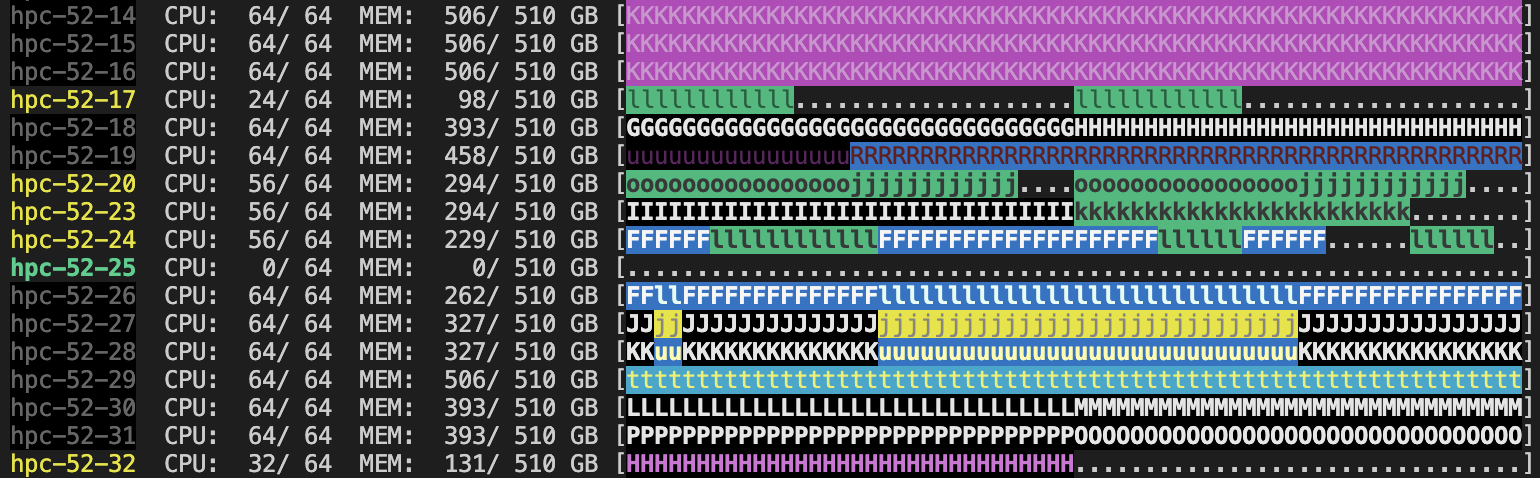 hpc-52-14  CPU:  64/ 64  MEM:  506/ 510 GB [KKKKKKKKKKKKKKKKKKKKKKKKKKKKKKKKKKKKKKKKKKKKKKKKKKKKKKKKKKKKKKKK]
hpc-52-15  CPU:  64/ 64  MEM:  506/ 510 GB [KKKKKKKKKKKKKKKKKKKKKKKKKKKKKKKKKKKKKKKKKKKKKKKKKKKKKKKKKKKKKKKK]
hpc-52-16  CPU:  64/ 64  MEM:  506/ 510 GB [KKKKKKKKKKKKKKKKKKKKKKKKKKKKKKKKKKKKKKKKKKKKKKKKKKKKKKKKKKKKKKKK]
hpc-52-17  CPU:  24/ 64  MEM:   98/ 510 GB [llllllllllll....................llllllllllll....................]
hpc-52-18  CPU:  64/ 64  MEM:  393/ 510 GB [GGGGGGGGGGGGGGGGGGGGGGGGGGGGGGGGHHHHHHHHHHHHHHHHHHHHHHHHHHHHHHHH]
hpc-52-19  CPU:  64/ 64  MEM:  458/ 510 GB [uuuuuuuuuuuuuuuuRRRRRRRRRRRRRRRRRRRRRRRRRRRRRRRRRRRRRRRRRRRRRRRR]
hpc-52-20  CPU:  56/ 64  MEM:  294/ 510 GB [oooooooooooooooojjjjjjjjjjjj....oooooooooooooooojjjjjjjjjjjj....]
hpc-52-23  CPU:  56/ 64  MEM:  294/ 510 GB [IIIIIIIIIIIIIIIIIIIIIIIIIIIIIIIIkkkkkkkkkkkkkkkkkkkkkkkk........]
hpc-52-24  CPU:  56/ 64  MEM:  229/ 510 GB [FFFFFFllllllllllllFFFFFFFFFFFFFFFFFFFFllllllFFFFFF......llllll..]
hpc-52-25  CPU:   0/ 64  MEM:    0/ 510 GB [................................................................]
hpc-52-26  CPU:  64/ 64  MEM:  262/ 510 GB [FFllFFFFFFFFFFFFFFllllllllllllllllllllllllllllllFFFFFFFFFFFFFFFF]
hpc-52-27  CPU:  64/ 64  MEM:  327/ 510 GB [JJjjJJJJJJJJJJJJJJjjjjjjjjjjjjjjjjjjjjjjjjjjjjjjJJJJJJJJJJJJJJJJ]
hpc-52-28  CPU:  64/ 64  MEM:  327/ 510 GB [KKuuKKKKKKKKKKKKKKuuuuuuuuuuuuuuuuuuuuuuuuuuuuuuKKKKKKKKKKKKKKKK]
hpc-52-29  CPU:  64/ 64  MEM:  506/ 510 GB [tttttttttttttttttttttttttttttttttttttttttttttttttttttttttttttttt]
hpc-52-30  CPU:  64/ 64  MEM:  393/ 510 GB [LLLLLLLLLLLLLLLLLLLLLLLLLLLLLLLLMMMMMMMMMMMMMMMMMMMMMMMMMMMMMMMM]
hpc-52-31  CPU:  64/ 64  MEM:  393/ 510 GB [PPPPPPPPPPPPPPPPPPPPPPPPPPPPPPPPOOOOOOOOOOOOOOOOOOOOOOOOOOOOOOOO]
hpc-52-32  CPU:  32/ 64  MEM:  131/ 510 GB [HHHHHHHHHHHHHHHHHHHHHHHHHHHHHHHH................................]